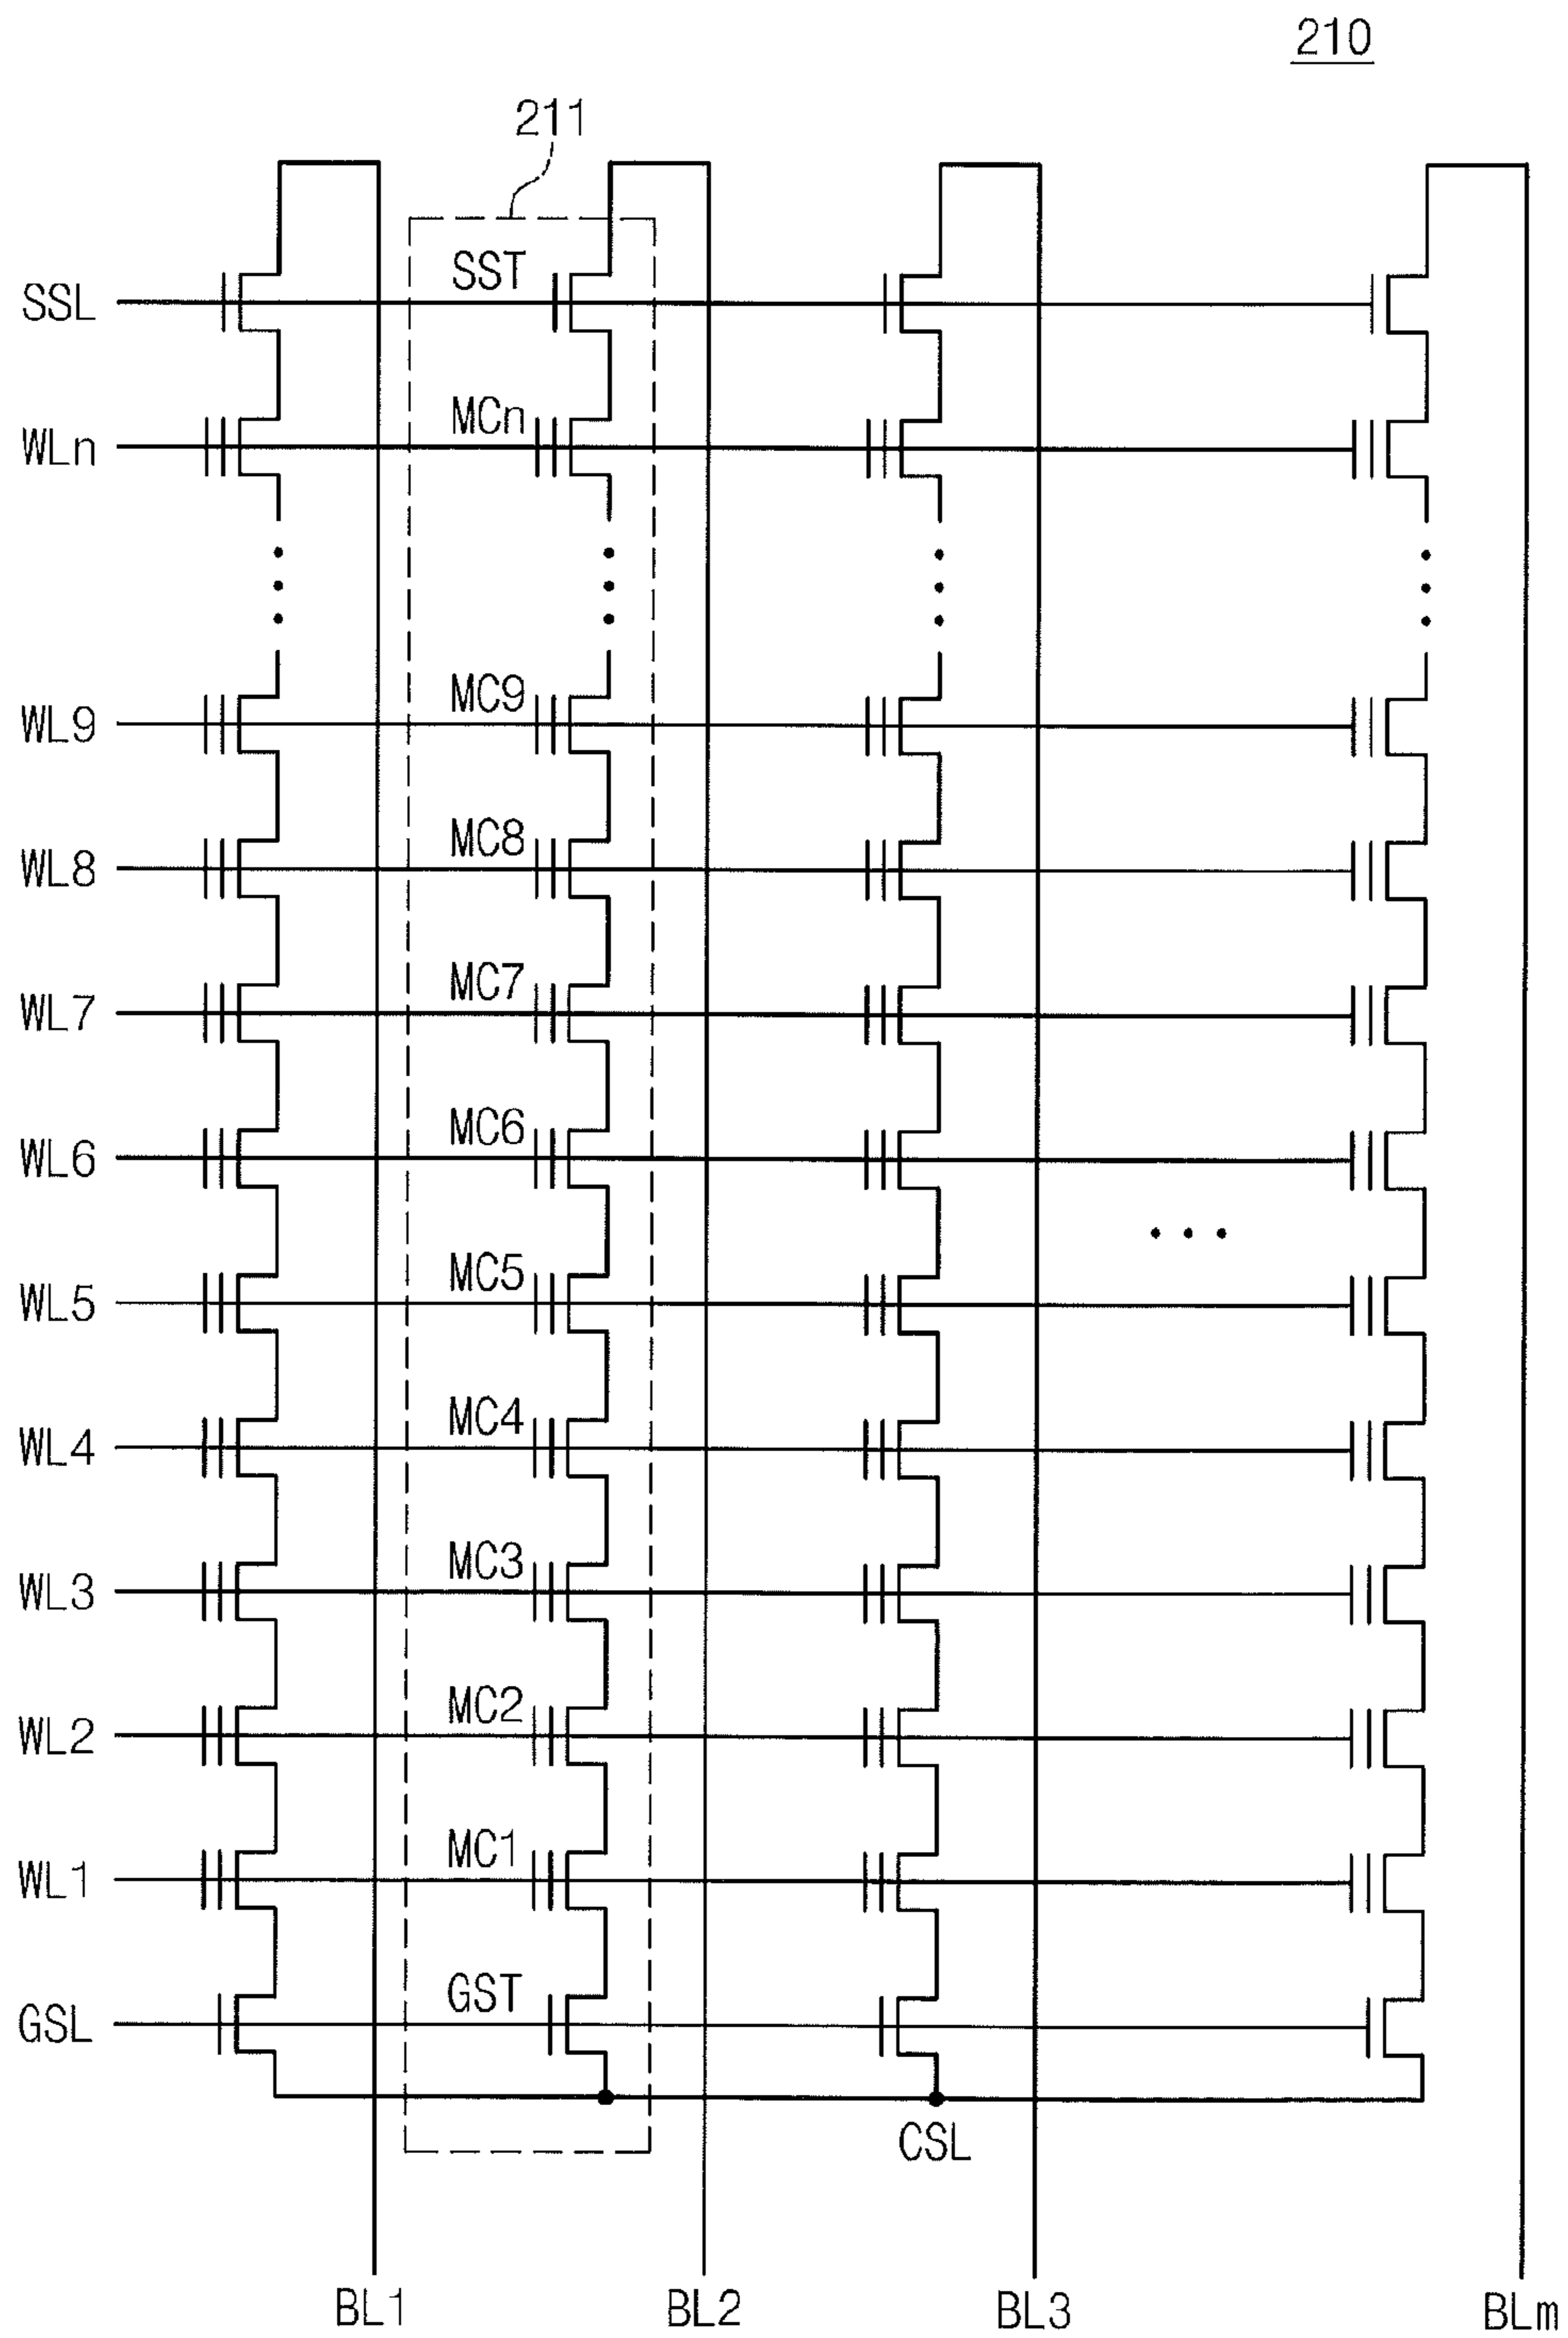 210
211
SSL SST
WLn MCn
WL9 MC9
WL8 MC8
WL7 MC7
WL6 MC6
WL5 MC5
WL4 MC4
WL3 MC3
WL2 MC2
WL1 MC1
GSL GST
CSL
BL1 BL2 BL3 BLm